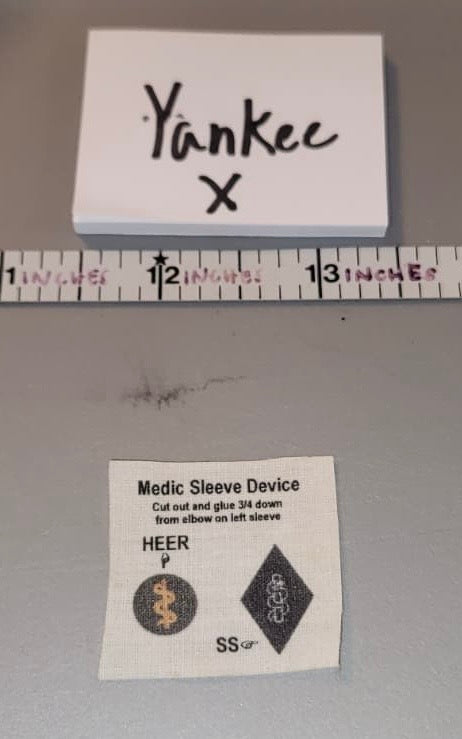 Yankee
X
1 INCHES 12 INCHES 13 INCHES
Medic Sleeve Device
Cut out and glue 3/4 down
from elbow on left sleeve
HEER
SS